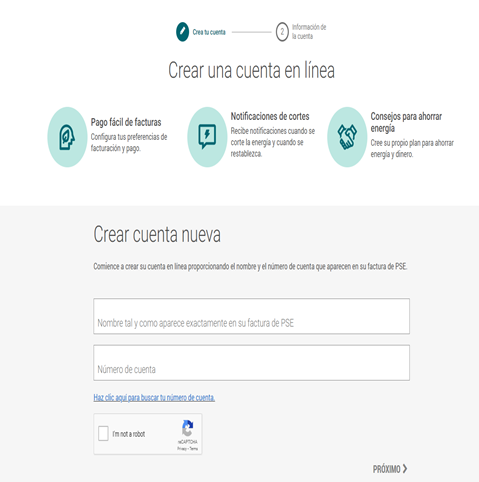 Crea tu cuenta
2
Información de
la cuenta
Crear una cuenta en línea
Pago fácil de facturas
Configura tus preferencias de
facturación y pago.
Notificaciones de cortes
Recibe notificaciones cuando se
corte la energía y cuando se
restablezca.
Consejos para ahorrar
energía
Cree su propio plan para ahorrar
energía y dinero.
Crear cuenta nueva
Comience a crear su cuenta en línea proporcionando el nombre y el número de cuenta que aparecen en su factura de PSE.
Nombre tal y como aparece exactamente en su factura de PSE
Número de cuenta
Haz clic aquí para buscar tu número de cuenta.
I'm not a robot
reCAPTCHA
Privacy - Terms
PRÓXIMO